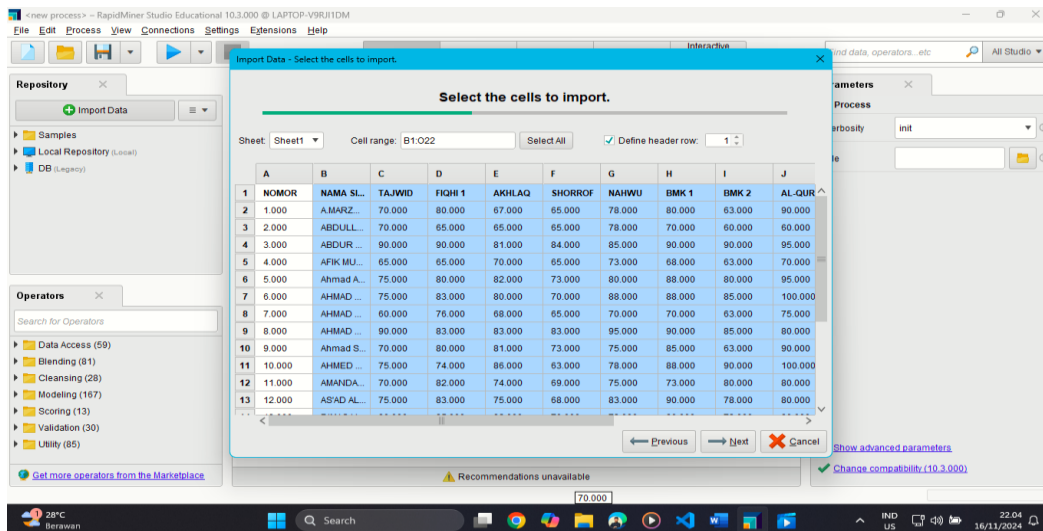 <new process> – RapidMiner Studio Educational 10.3.000 @ LAPTOP-V9RJI1DM
File Edit Process View Connections Settings Extensions Help
Interactive
ind data, operators...etc
All Studio
Repository
Import Data
Samples
Local Repository (Local)
DB (Legacy)
Operators
Search for Operators
Data Access (59)
Blending (81)
Cleansing (28)
Modeling (167)
Scoring (13)
Validation (30)
Utility (85)
Get more operators from the Marketplace
Import Data - Select the cells to import.
Select the cells to import.
Sheet: Sheet1 Cell range: B1:O22 Select All Define header row: 1
A B C D E F G H I J
1 NOMOR NAMA SI... TAJWID FIQHI 1 AKHLAQ SHORROF NAHWU BMK 1 BMK 2 AL-QUR
2 1.000 A.MARZ... 70.000 80.000 67.000 65.000 78.000 80.000 63.000 90.000
3 2.000 ABDULL... 70.000 65.000 65.000 65.000 78.000 70.000 60.000 60.000
4 3.000 ABDUR ... 90.000 90.000 81.000 84.000 85.000 90.000 90.000 95.000
5 4.000 AFIK MU... 65.000 65.000 70.000 65.000 73.000 68.000 63.000 70.000
6 5.000 Ahmad A... 75.000 80.000 82.000 73.000 80.000 88.000 80.000 95.000
7 6.000 AHMAD ... 75.000 83.000 80.000 70.000 88.000 88.000 85.000 100.000
8 7.000 AHMAD ... 60.000 76.000 68.000 65.000 70.000 70.000 63.000 75.000
9 8.000 AHMAD ... 90.000 83.000 83.000 83.000 95.000 90.000 85.000 80.000
10 9.000 Ahmad S... 70.000 80.000 81.000 73.000 75.000 85.000 63.000 90.000
11 10.000 AHMED ... 75.000 74.000 86.000 63.000 78.000 88.000 90.000 100.000
12 11.000 AMANDA... 70.000 82.000 74.000 69.000 75.000 73.000 80.000 80.000
13 12.000 AS'AD AL... 75.000 83.000 75.000 68.000 83.000 90.000 78.000 80.000
Previous Next Cancel
Recommendations unavailable
70.000
ameters
Process
erbosity init
le
Show advanced parameters
Change compatibility (10.3.000)
28°C
Berawan
Search
IND
US
22.04
16/11/2024